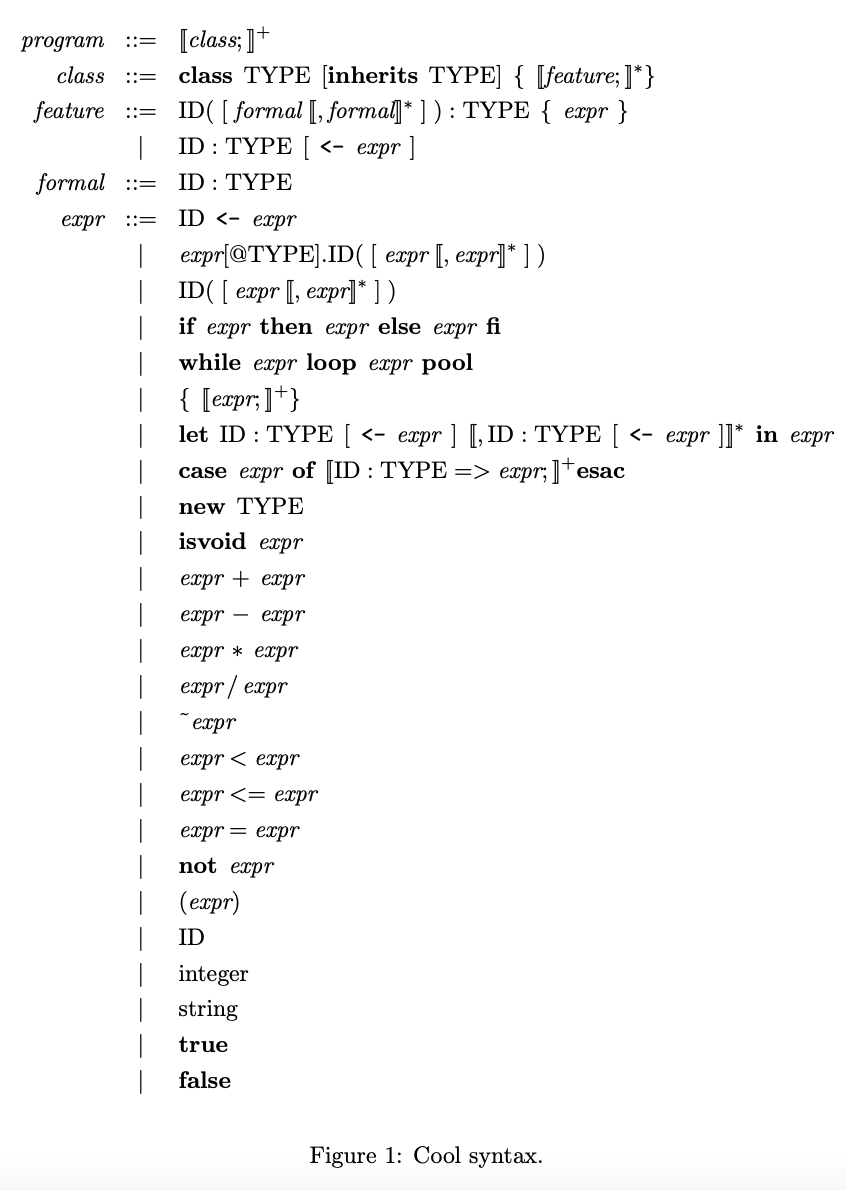 program ::= ⟦class;⟧⁺
class ::= class TYPE [inherits TYPE] { ⟦feature;⟧*}
feature ::= ID( [ formal ⟦, formal⟧* ] ) : TYPE { expr }
| ID : TYPE [ <- expr ]
formal ::= ID : TYPE
expr ::= ID <- expr
| expr[@TYPE].ID( [ expr ⟦, expr⟧* ] )
| ID( [ expr ⟦, expr⟧* ] )
| if expr then expr else expr fi
| while expr loop expr pool
| { ⟦expr;⟧⁺}
| let ID : TYPE [ <- expr ] ⟦, ID : TYPE [ <- expr ]⟧* in expr
| case expr of ⟦ID : TYPE => expr;⟧⁺esac
| new TYPE
| isvoid expr
| expr + expr
| expr − expr
| expr ∗ expr
| expr / expr
| ˜expr
| expr < expr
| expr <= expr
| expr = expr
| not expr
| (expr)
| ID
| integer
| string
| true
| false
Figure 1: Cool syntax.